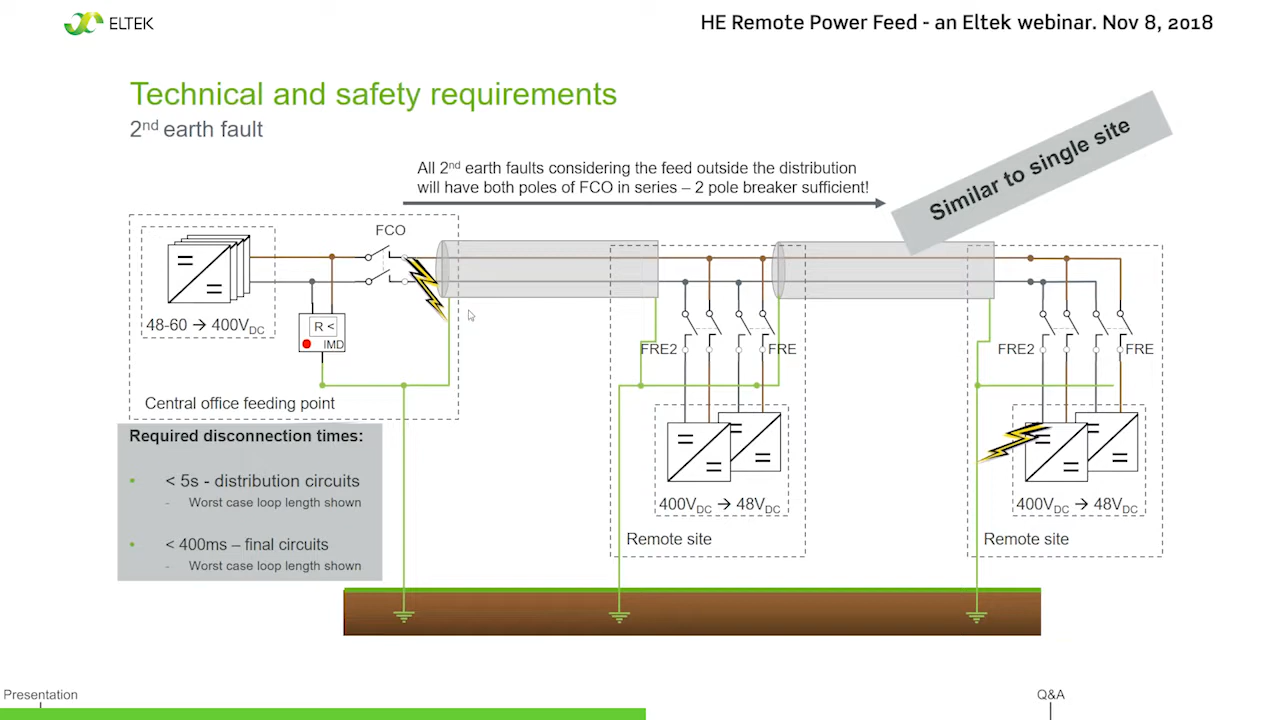 ELTEK
HE Remote Power Feed - an Eltek webinar. Nov 8, 2018
Technical and safety requirements
2nd earth fault
All 2nd earth faults considering the feed outside the distribution
will have both poles of FCO in series – 2 pole breaker sufficient!
Similar to single site
FCO
48-60 → 400VDC
R <
IMD
Central office feeding point
FRE2
FRE
400VDC → 48VDC
Remote site
FRE2
FRE
400VDC → 48VDC
Remote site
Required disconnection times:
• < 5s - distribution circuits
- Worst case loop length shown
• < 400ms – final circuits
- Worst case loop length shown
Presentation
Q&A